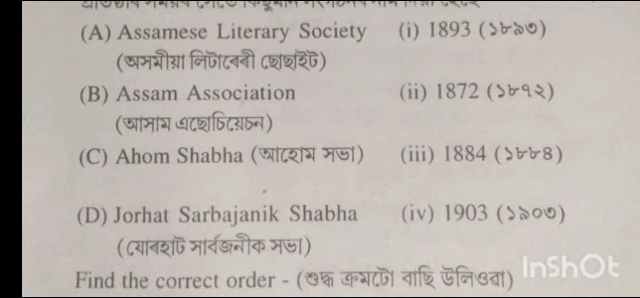 (A) Assamese Literary Society (i) 1893 (১৮৯৩)
(অসমীয়া লিটাৰেৰী ছোছাইটি)
(B) Assam Association (ii) 1872 (১৮৭২)
(আসাম এছোচিয়েচন)
(C) Ahom Shabha (আহোম সভা) (iii) 1884 (১৮৮৪)
(D) Jorhat Sarbajanik Shabha (iv) 1903 (১৯০৩)
(যোৰহাট সাৰ্বজনীক সভা)
Find the correct order - (শুদ্ধ ক্ৰমটো বাছি উলিওৱা)
InShOt